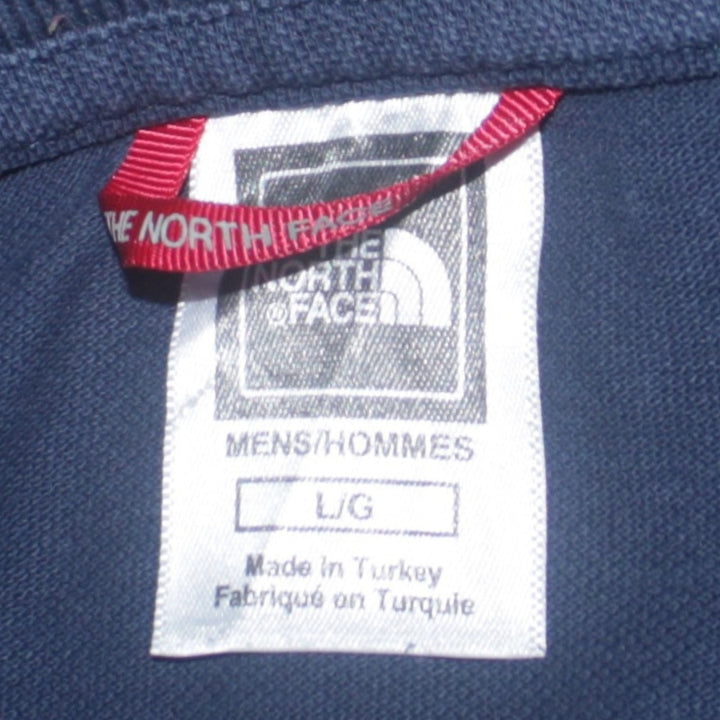 THE NORTH FACE
THE
NORTH
® FACE
MENS/HOMMES
L/G
Made in Turkey
Fabriqué en Turquie